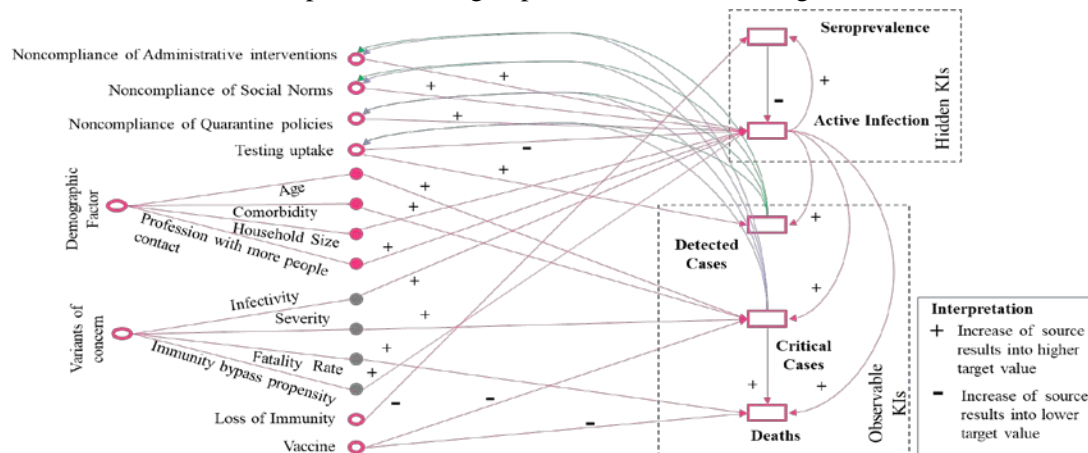 Noncompliance of Administrative interventions
Noncompliance of Social Norms
Noncompliance of Quarantine policies
Testing uptake
Demographic
Factor
Age
Comorbidity
Household Size
Profession with more people
contact
Variants of
concern
Infectivity
Severity
Fatality Rate
Immunity bypass propensity
Loss of Immunity
Vaccine
+
+
+
-
+
+
+
+
+
+
+
+
-
-
-
Seroprevalence
+
-
Active Infection
Hidden KIs
Detected
Cases
+
+
Critical
Cases
+
+
Deaths
Observable
KIs
Interpretation
+ Increase of source
results into higher
target value
- Increase of source
results into lower
target value